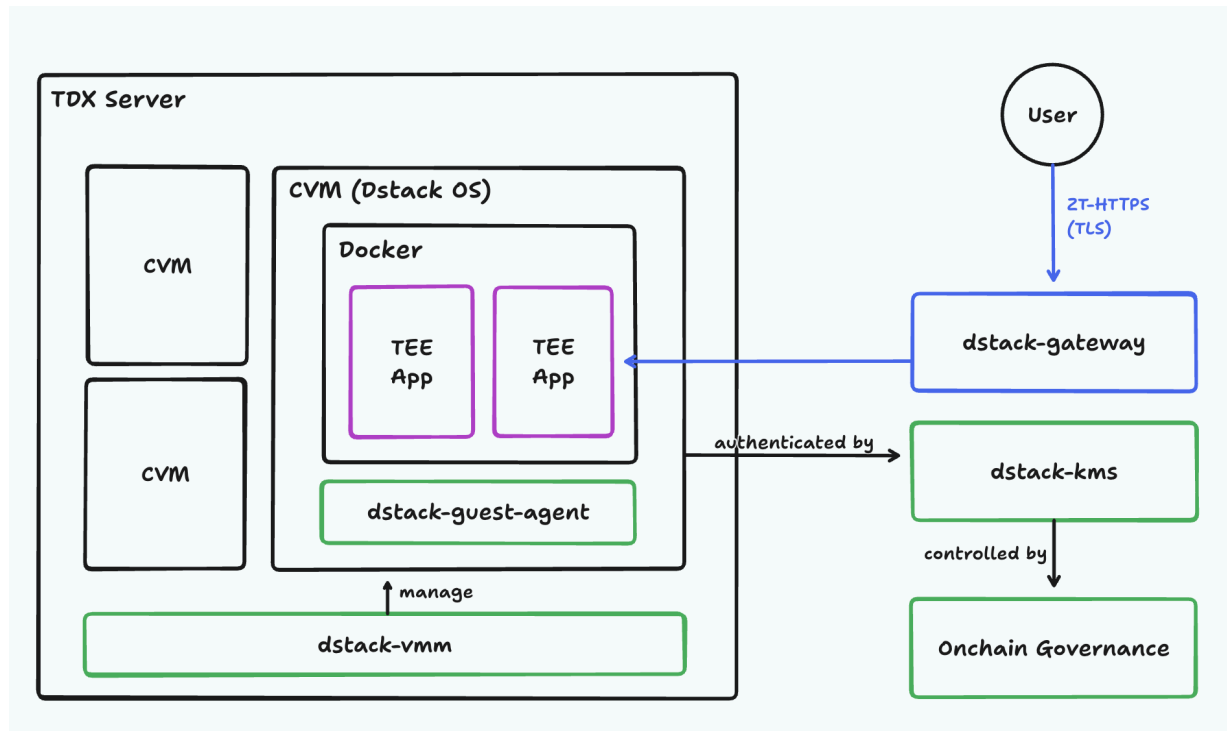 TDX Server
User
CVM
CVM (Dstack OS)
Docker
TEE
App
TEE
App
ZT-HTTPS
(TLS)
dstack-gateway
authenticated by
dstack-kms
CVM
dstack-guest-agent
controlled by
manage
dstack-vmm
Onchain Governance